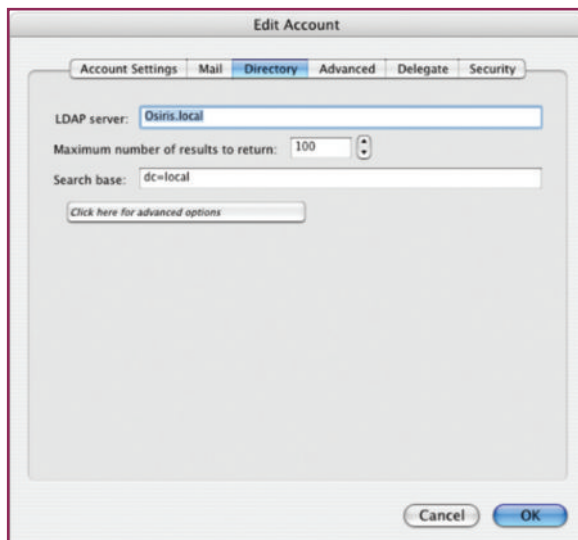 Edit Account
Account Settings Mail Directory Advanced Delegate Security
LDAP server: Osiris.local
Maximum number of results to return: 100
Search base: dc=local
Click here for advanced options
Cancel OK